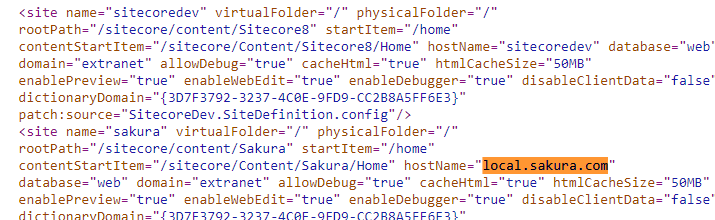 <site name="sitecoredev" virtualFolder="/" physicalFolder="/"
rootPath="/sitecore/content/Sitecore8" startItem="/home"
contentStartItem="/sitecore/Content/Sitecore8/Home" hostName="sitecoredev" database="web"
domain="extranet" allowDebug="true" cacheHtml="true" htmlCacheSize="50MB"
enablePreview="true" enableWebEdit="true" enableDebugger="true" disableClientData="false"
dictionaryDomain="{3D7F3792-3237-4C0E-9FD9-CC2B8A5FF6E3}"
patch:source="SitecoreDev.SiteDefinition.config"/>
<site name="sakura" virtualFolder="/" physicalFolder="/"
rootPath="/sitecore/content/Sakura" startItem="/home"
contentStartItem="/sitecore/Content/Sakura/Home" hostName="local.sakura.com"
database="web" domain="extranet" allowDebug="true" cacheHtml="true" htmlCacheSize="50MB"
enablePreview="true" enableWebEdit="true" enableDebugger="true" disableClientData="false"
dictionaryDomain="{3D7F3792-3237-4C0E-9FD9-CC2B8A5FF6E3}"